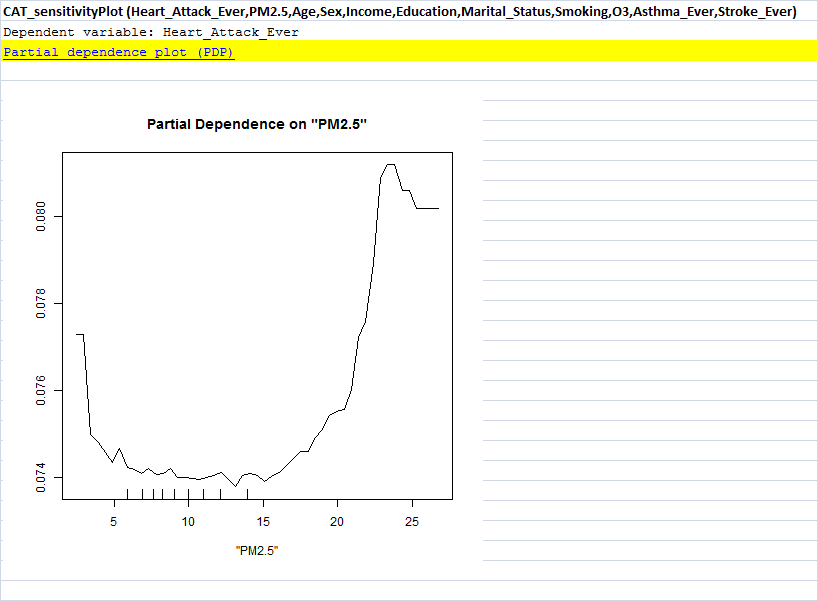 CAT_sensitivityPlot (Heart_Attack_Ever,PM2.5,Age,Sex,Income,Education,Marital_Status,Smoking,O3,Asthma_Ever,Stroke_Ever)
Dependent variable: Heart_Attack_Ever
Partial dependence plot (PDP)
Partial Dependence on "PM2.5"
0.080
0.078
0.076
0.074
5 10 15 20 25
"PM2.5"